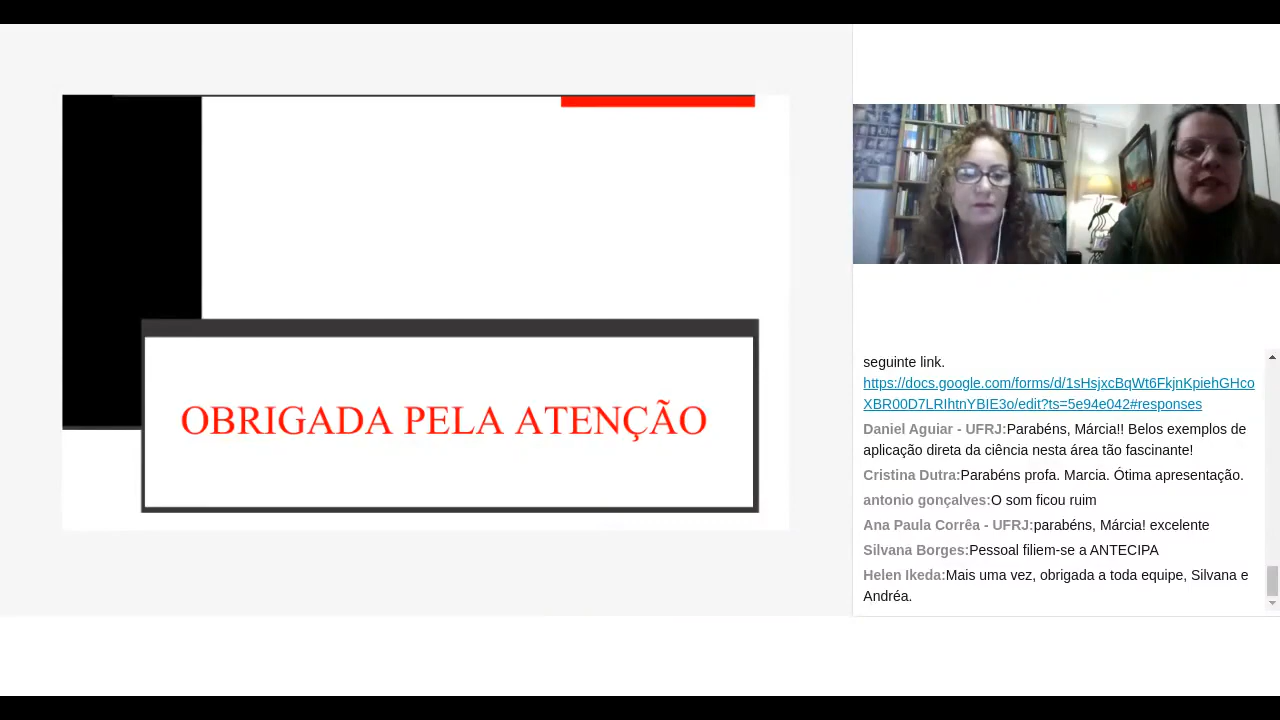 OBRIGADA PELA ATENÇÃO
seguinte link.
https://docs.google.com/forms/d/1sHsjxcBqWt6FkjnKpiehGHco
XBR00D7LRIhtnYBIE3o/edit?ts=5e94e042#responses
Daniel Aguiar - UFRJ:Parabéns, Márcia!! Belos exemplos de
aplicação direta da ciência nesta área tão fascinante!
Cristina Dutra:Parabéns profa. Marcia. Ótima apresentação.
antonio gonçalves:O som ficou ruim
Ana Paula Corrêa - UFRJ:parabéns, Márcia! excelente
Silvana Borges:Pessoal filiem-se a ANTECIPA
Helen Ikeda:Mais uma vez, obrigada a toda equipe, Silvana e
Andréa.